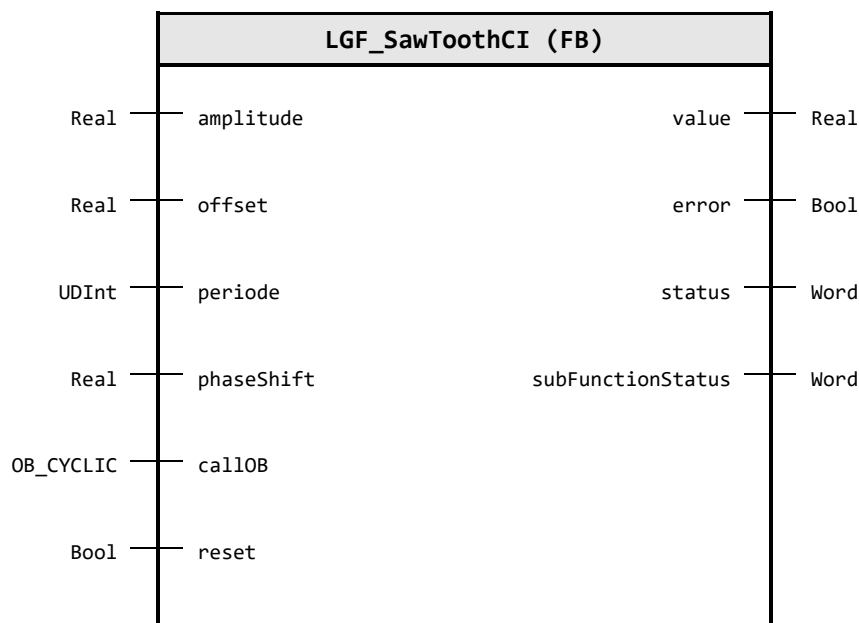 LGF_SawToothCI (FB)
Real amplitude value Real
Real offset error Bool
UDInt periode status Word
Real phaseShift subFunctionStatus Word
OB_CYCLIC callOB
Bool reset